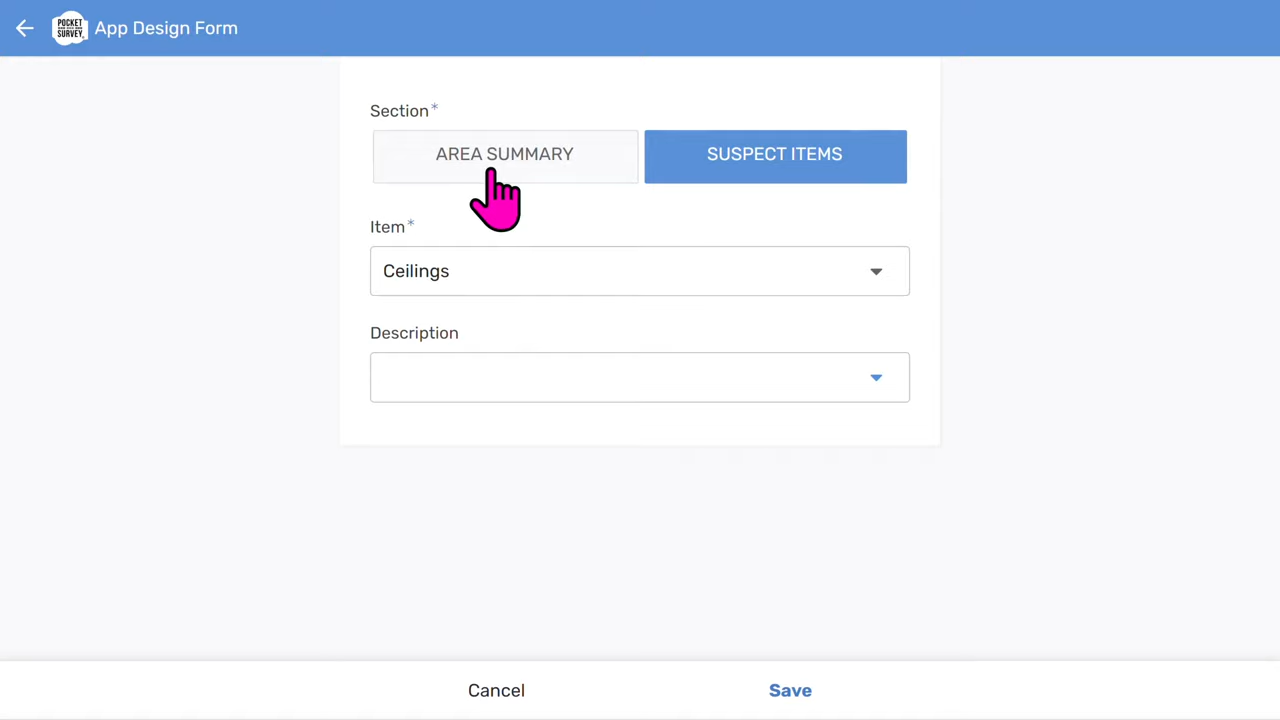 POCKET
SURVEY
App Design Form
Section*
AREA SUMMARY
SUSPECT ITEMS
Item*
Ceilings
Description
Cancel
Save